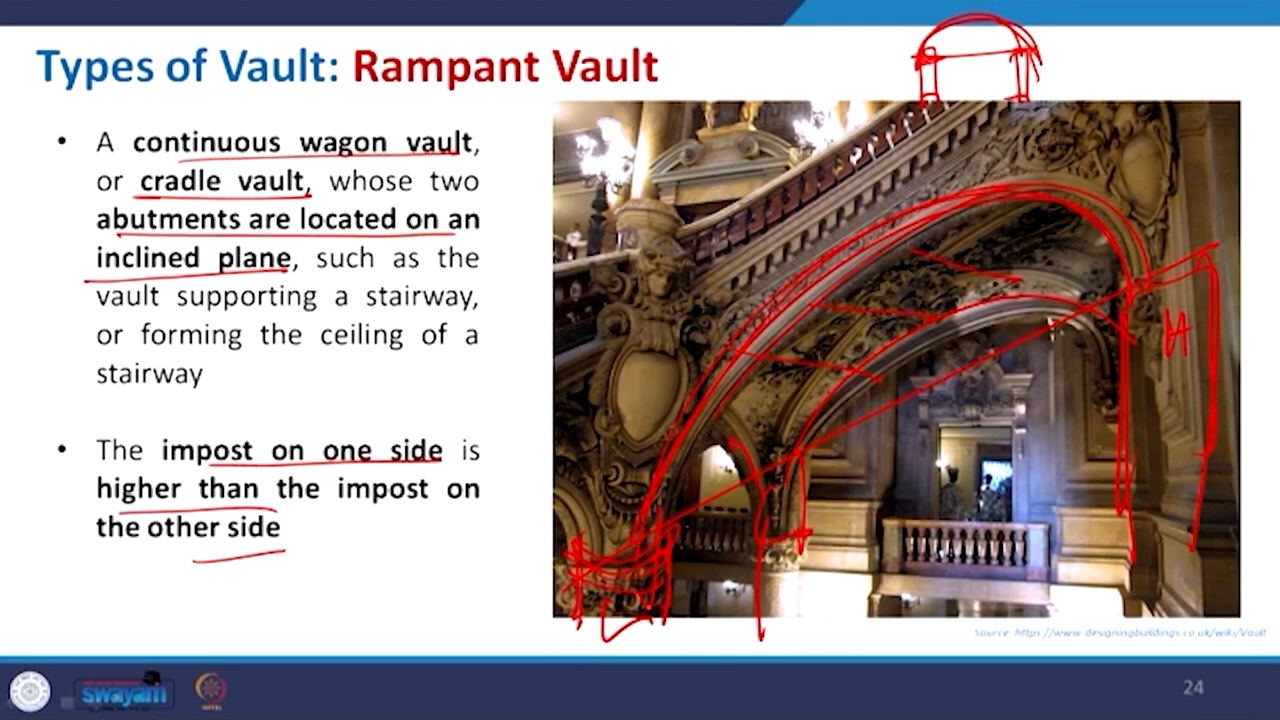 Types of Vault: Rampant Vault
• A continuous wagon vault,
or cradle vault, whose two
abutments are located on an
inclined plane, such as the
vault supporting a stairway,
or forming the ceiling of a
stairway
• The impost on one side is
higher than the impost on
the other side
H
Source: https://www.designingbuildings.co.uk/wiki/Vault
swayam
NPTEL
24